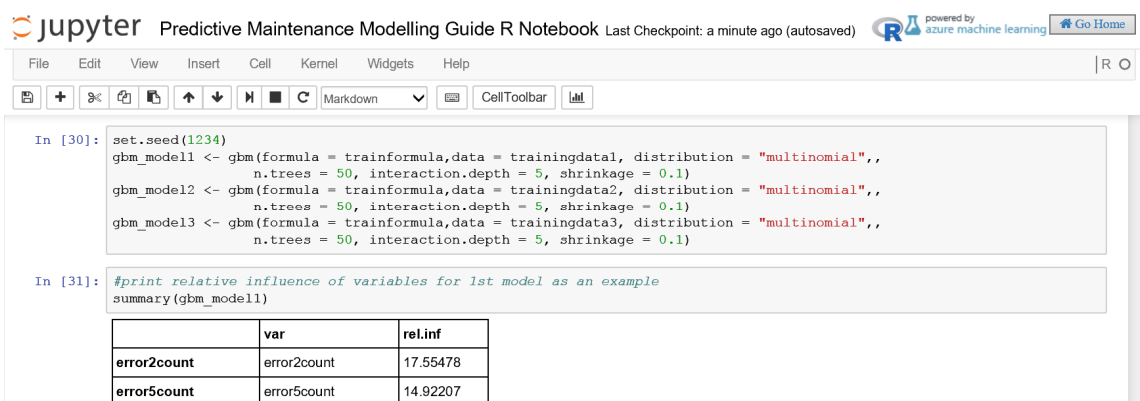 jupyter Predictive Maintenance Modelling Guide R Notebook Last Checkpoint: a minute ago (autosaved) R powered by azure machine learning Go Home
File Edit View Insert Cell Kernel Widgets Help R
Markdown CellToolbar
In [30]: set.seed(1234)
gbm_model1 <- gbm(formula = trainformula,data = trainingdata1, distribution = "multinomial",,
n.trees = 50, interaction.depth = 5, shrinkage = 0.1)
gbm_model2 <- gbm(formula = trainformula,data = trainingdata2, distribution = "multinomial",,
n.trees = 50, interaction.depth = 5, shrinkage = 0.1)
gbm_model3 <- gbm(formula = trainformula,data = trainingdata3, distribution = "multinomial",,
n.trees = 50, interaction.depth = 5, shrinkage = 0.1)
In [31]: #print relative influence of variables for 1st model as an example
summary(gbm_model1)
var rel.inf
error2count error2count 17.55478
error5count error5count 14.92207